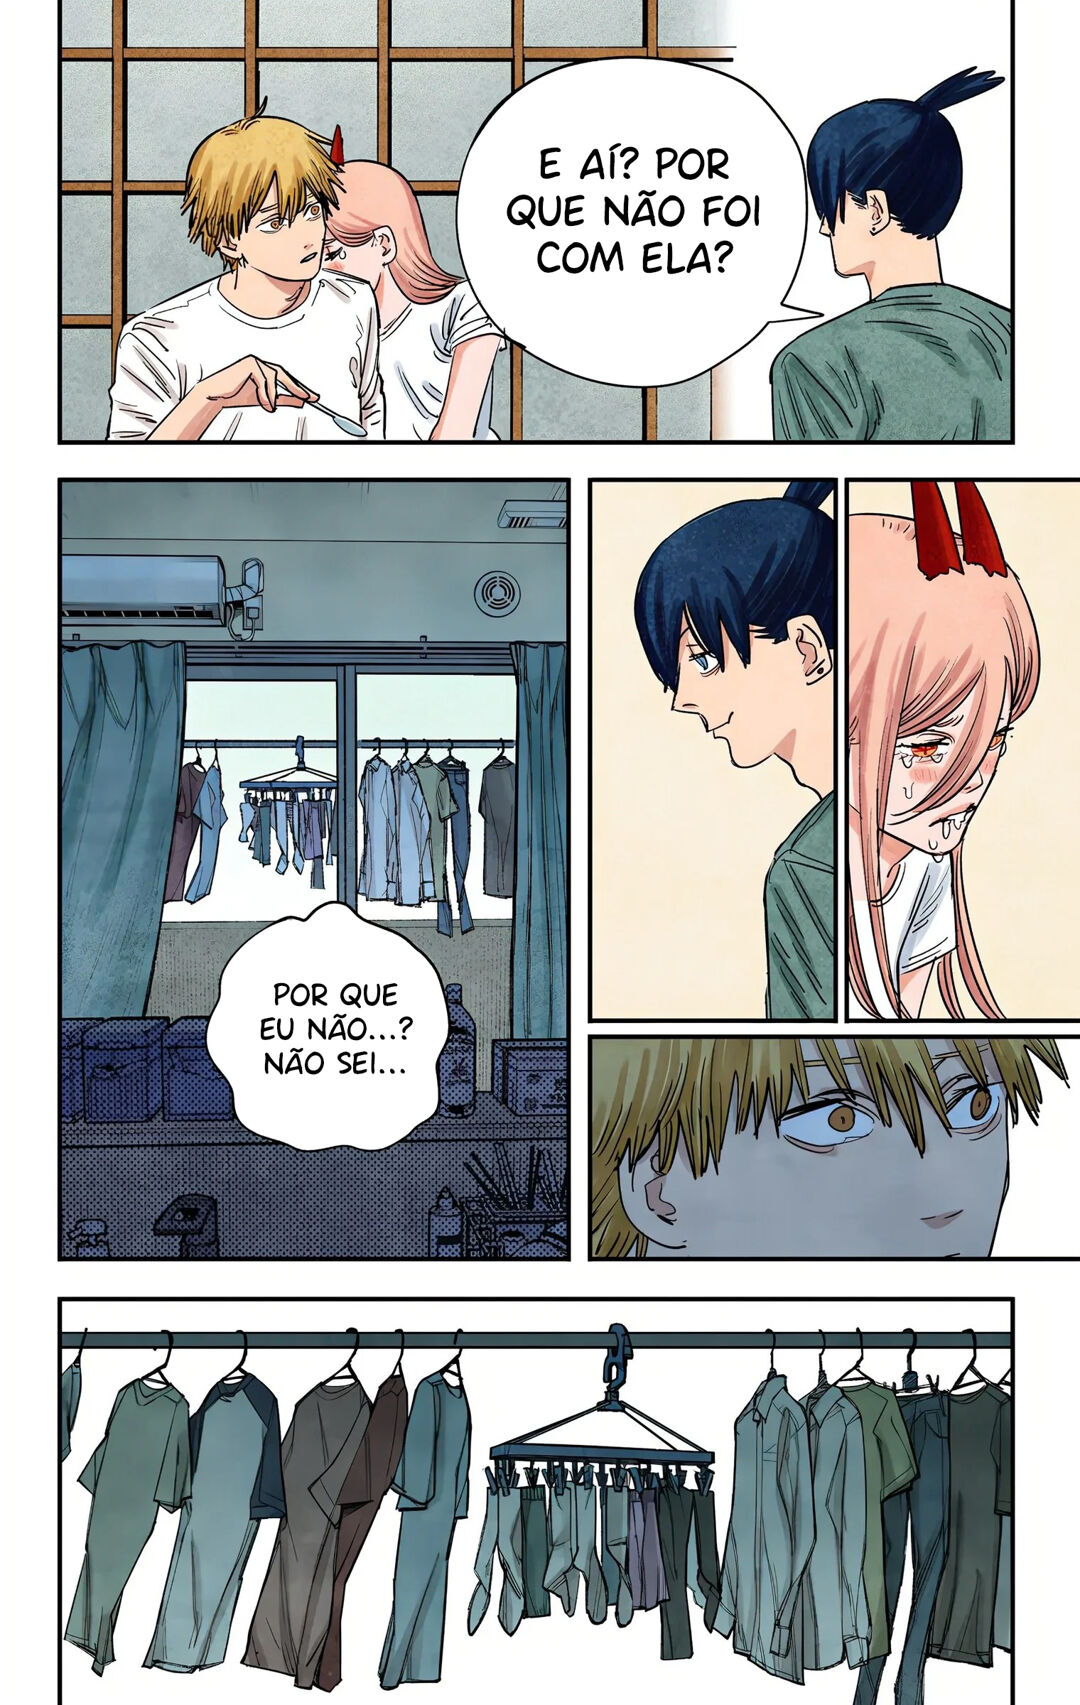 E AÍ? POR
QUE NÃO FOI
COM ELA?
POR QUE
EU NÃO...?
NÃO SEI...